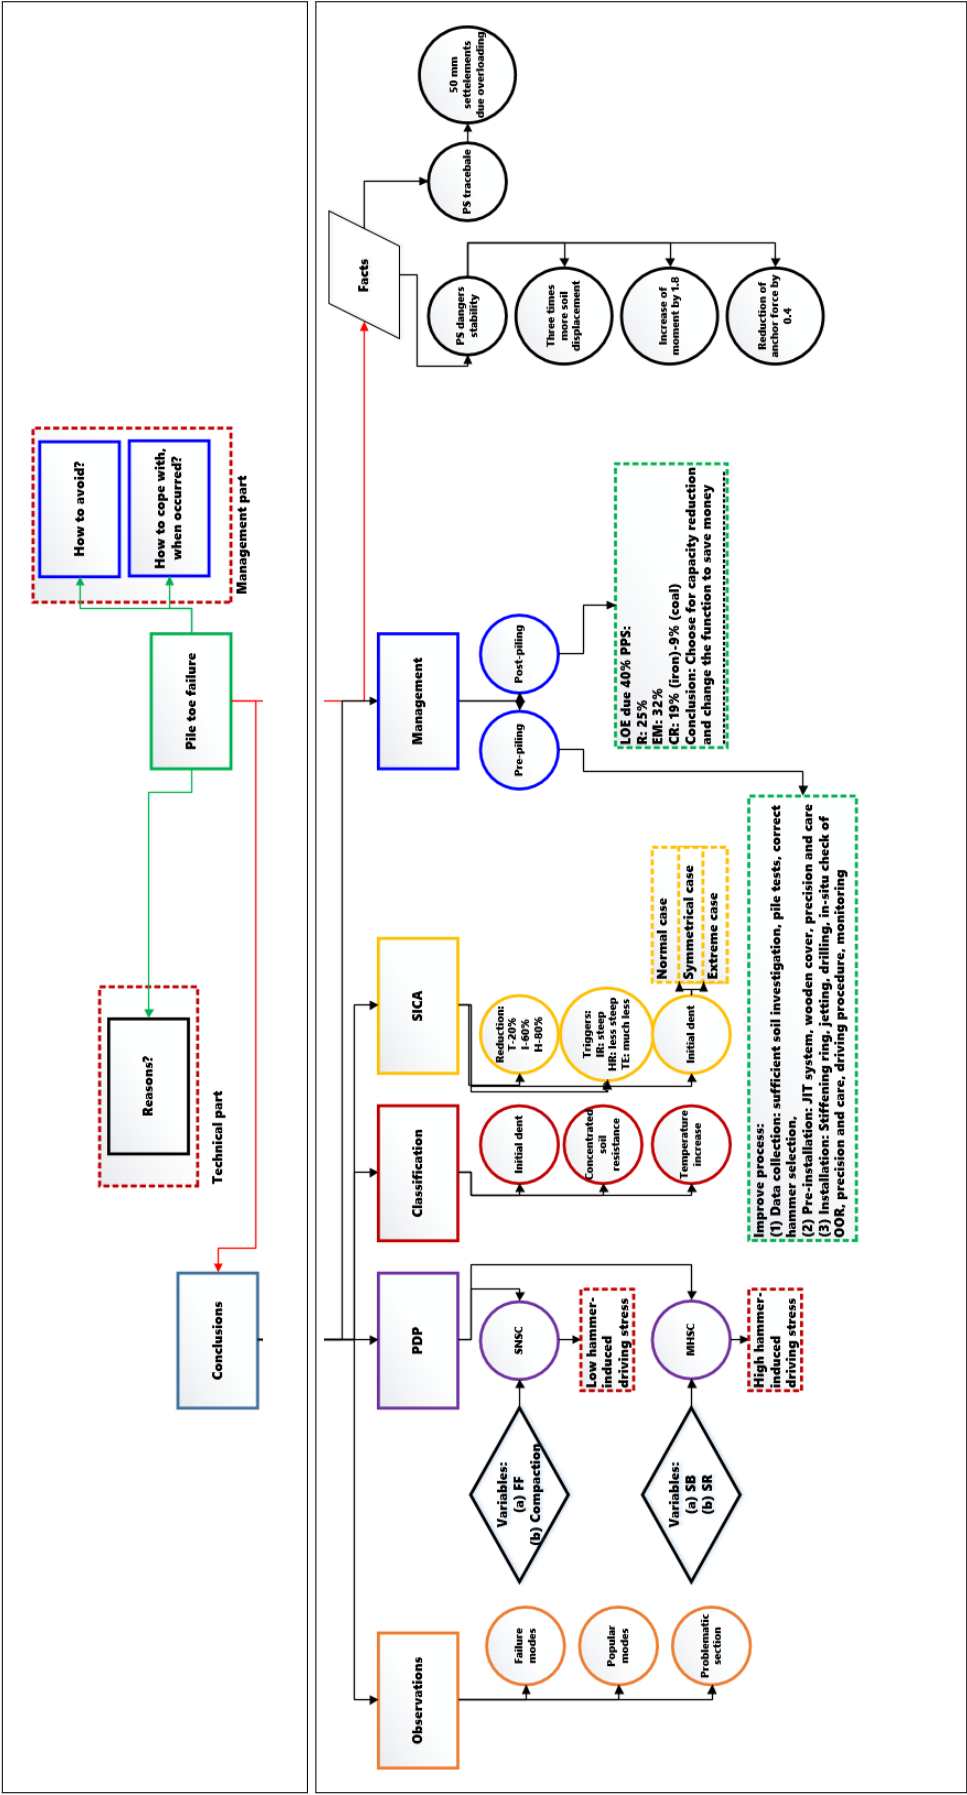 How to avoid?
How to cope with,
when occurred?
Management part
Pile toe failure
Reasons?
Technical part
Conclusions
Observations
Failure
modes
Popular
modes
Problematic
section
PDP
Variables:
(a) FF
(b) Compaction
SNSC
Low hammer-
induced
driving stress
Variables:
(a) SB
(b) SR
MHSC
High hammer-
induced
driving stress
Classification
Initial dent
Concentrated
soil
resistance
Temperature
increase
SICA
Reduction:
T-20%
I-60%
H-80%
Triggers:
IR: steep
HR: less steep
TE: much less
Initial dent
Normal case
Symmetrical case
Extreme case
Management
Pre-piling
Post-piling
LOE due 40% PPS:
R: 25%
EM: 32%
CR: 19% (iron)-9% (coal)
Conclusion: Choose for capacity reduction
and change the function to save money
Improve process:
(1) Data collection: sufficient soil investigation, pile tests, correct
hammer selection,
(2) Pre-installation: JIT system, wooden cover, precision and care
(3) Installation: Stiffening ring, jetting, drilling, in-situ check of
OOR, precision and care, driving procedure, monitoring
Facts
PS dangers
stability
Three times
more soil
displacement
Increase of
moment by 1.8
Reduction of
anchor force by
0.4
PS tracebale
50 mm
settelements
due overloading